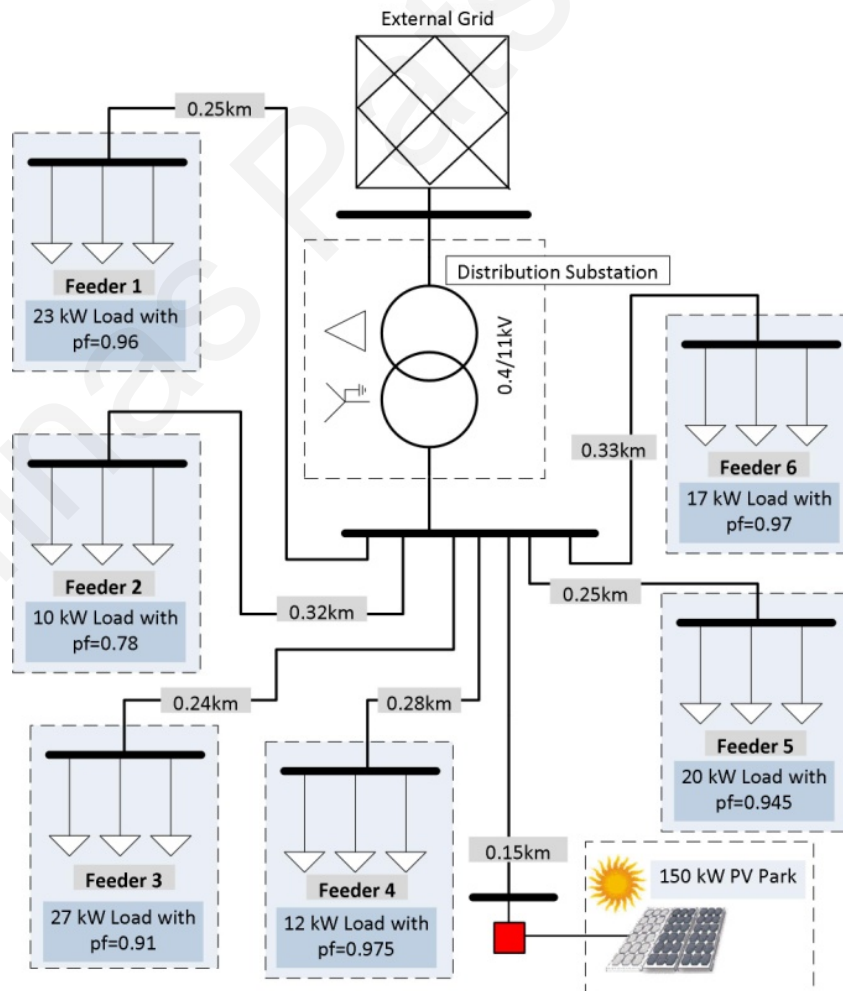 External Grid
0.25km
Feeder 1
23 kW Load with
pf=0.96
Distribution Substation
0.4/11kV
0.33km
Feeder 6
17 kW Load with
pf=0.97
Feeder 2
10 kW Load with
pf=0.78
0.32km
0.25km
0.24km
0.28km
Feeder 5
20 kW Load with
pf=0.945
Feeder 3
27 kW Load with
pf=0.91
Feeder 4
12 kW Load with
pf=0.975
0.15km
150 kW PV Park